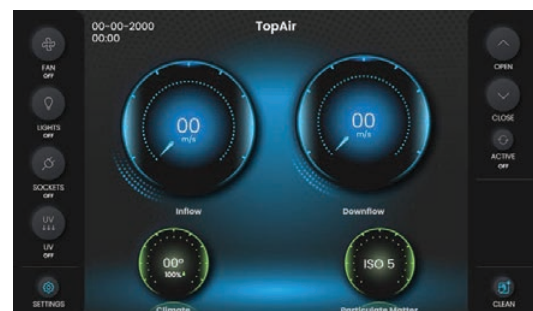 00-00-2000
00:00
TopAir
FAN
OFF
LIGHTS
OFF
SOCKETS
OFF
UV
UV
OFF
SETTINGS
00
m/s
Inflow
00
m/s
Downflow
00°
100%
Climate
ISO 5
Particulate Matter
OPEN
CLOSE
ACTIVE
OFF
CLEAN